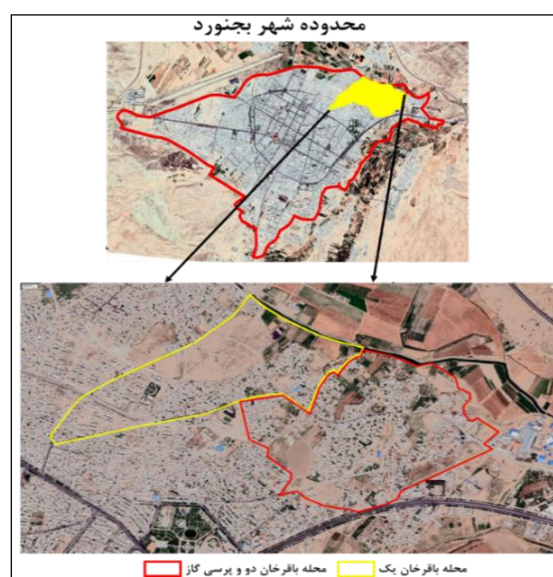 محدوده شهر بجنورد
محله باقرخان یک
محله باقرخان دو و پرسی گاز